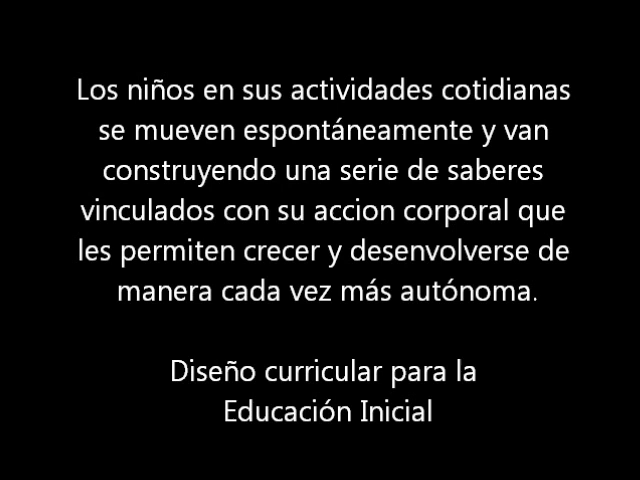 Los niños en sus actividades cotidianas
se mueven espontáneamente y van
construyendo una serie de saberes
vinculados con su accion corporal que
les permiten crecer y desenvolverse de
manera cada vez más autónoma.
Diseño curricular para la
Educación Inicial